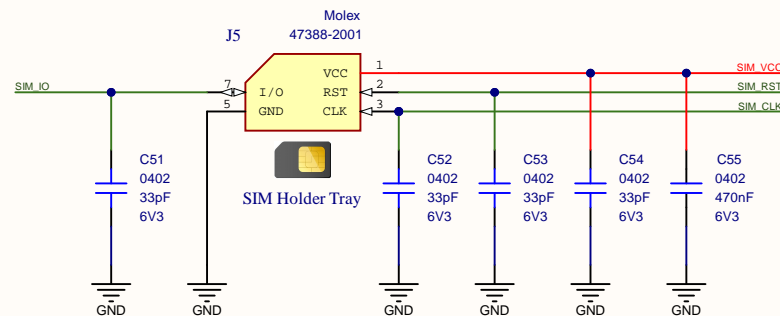 Molex
J5
47388-2001
SIM_IO
7
5
I/O
GND
VCC
RST
CLK
1
2
3
SIM_VCC
SIM_RST
SIM_CLK
SIM Holder Tray
C51
0402
33pF
6V3
C52
0402
33pF
6V3
C53
0402
33pF
6V3
C54
0402
33pF
6V3
C55
0402
470nF
6V3
GND
GND
GND
GND
GND
GND